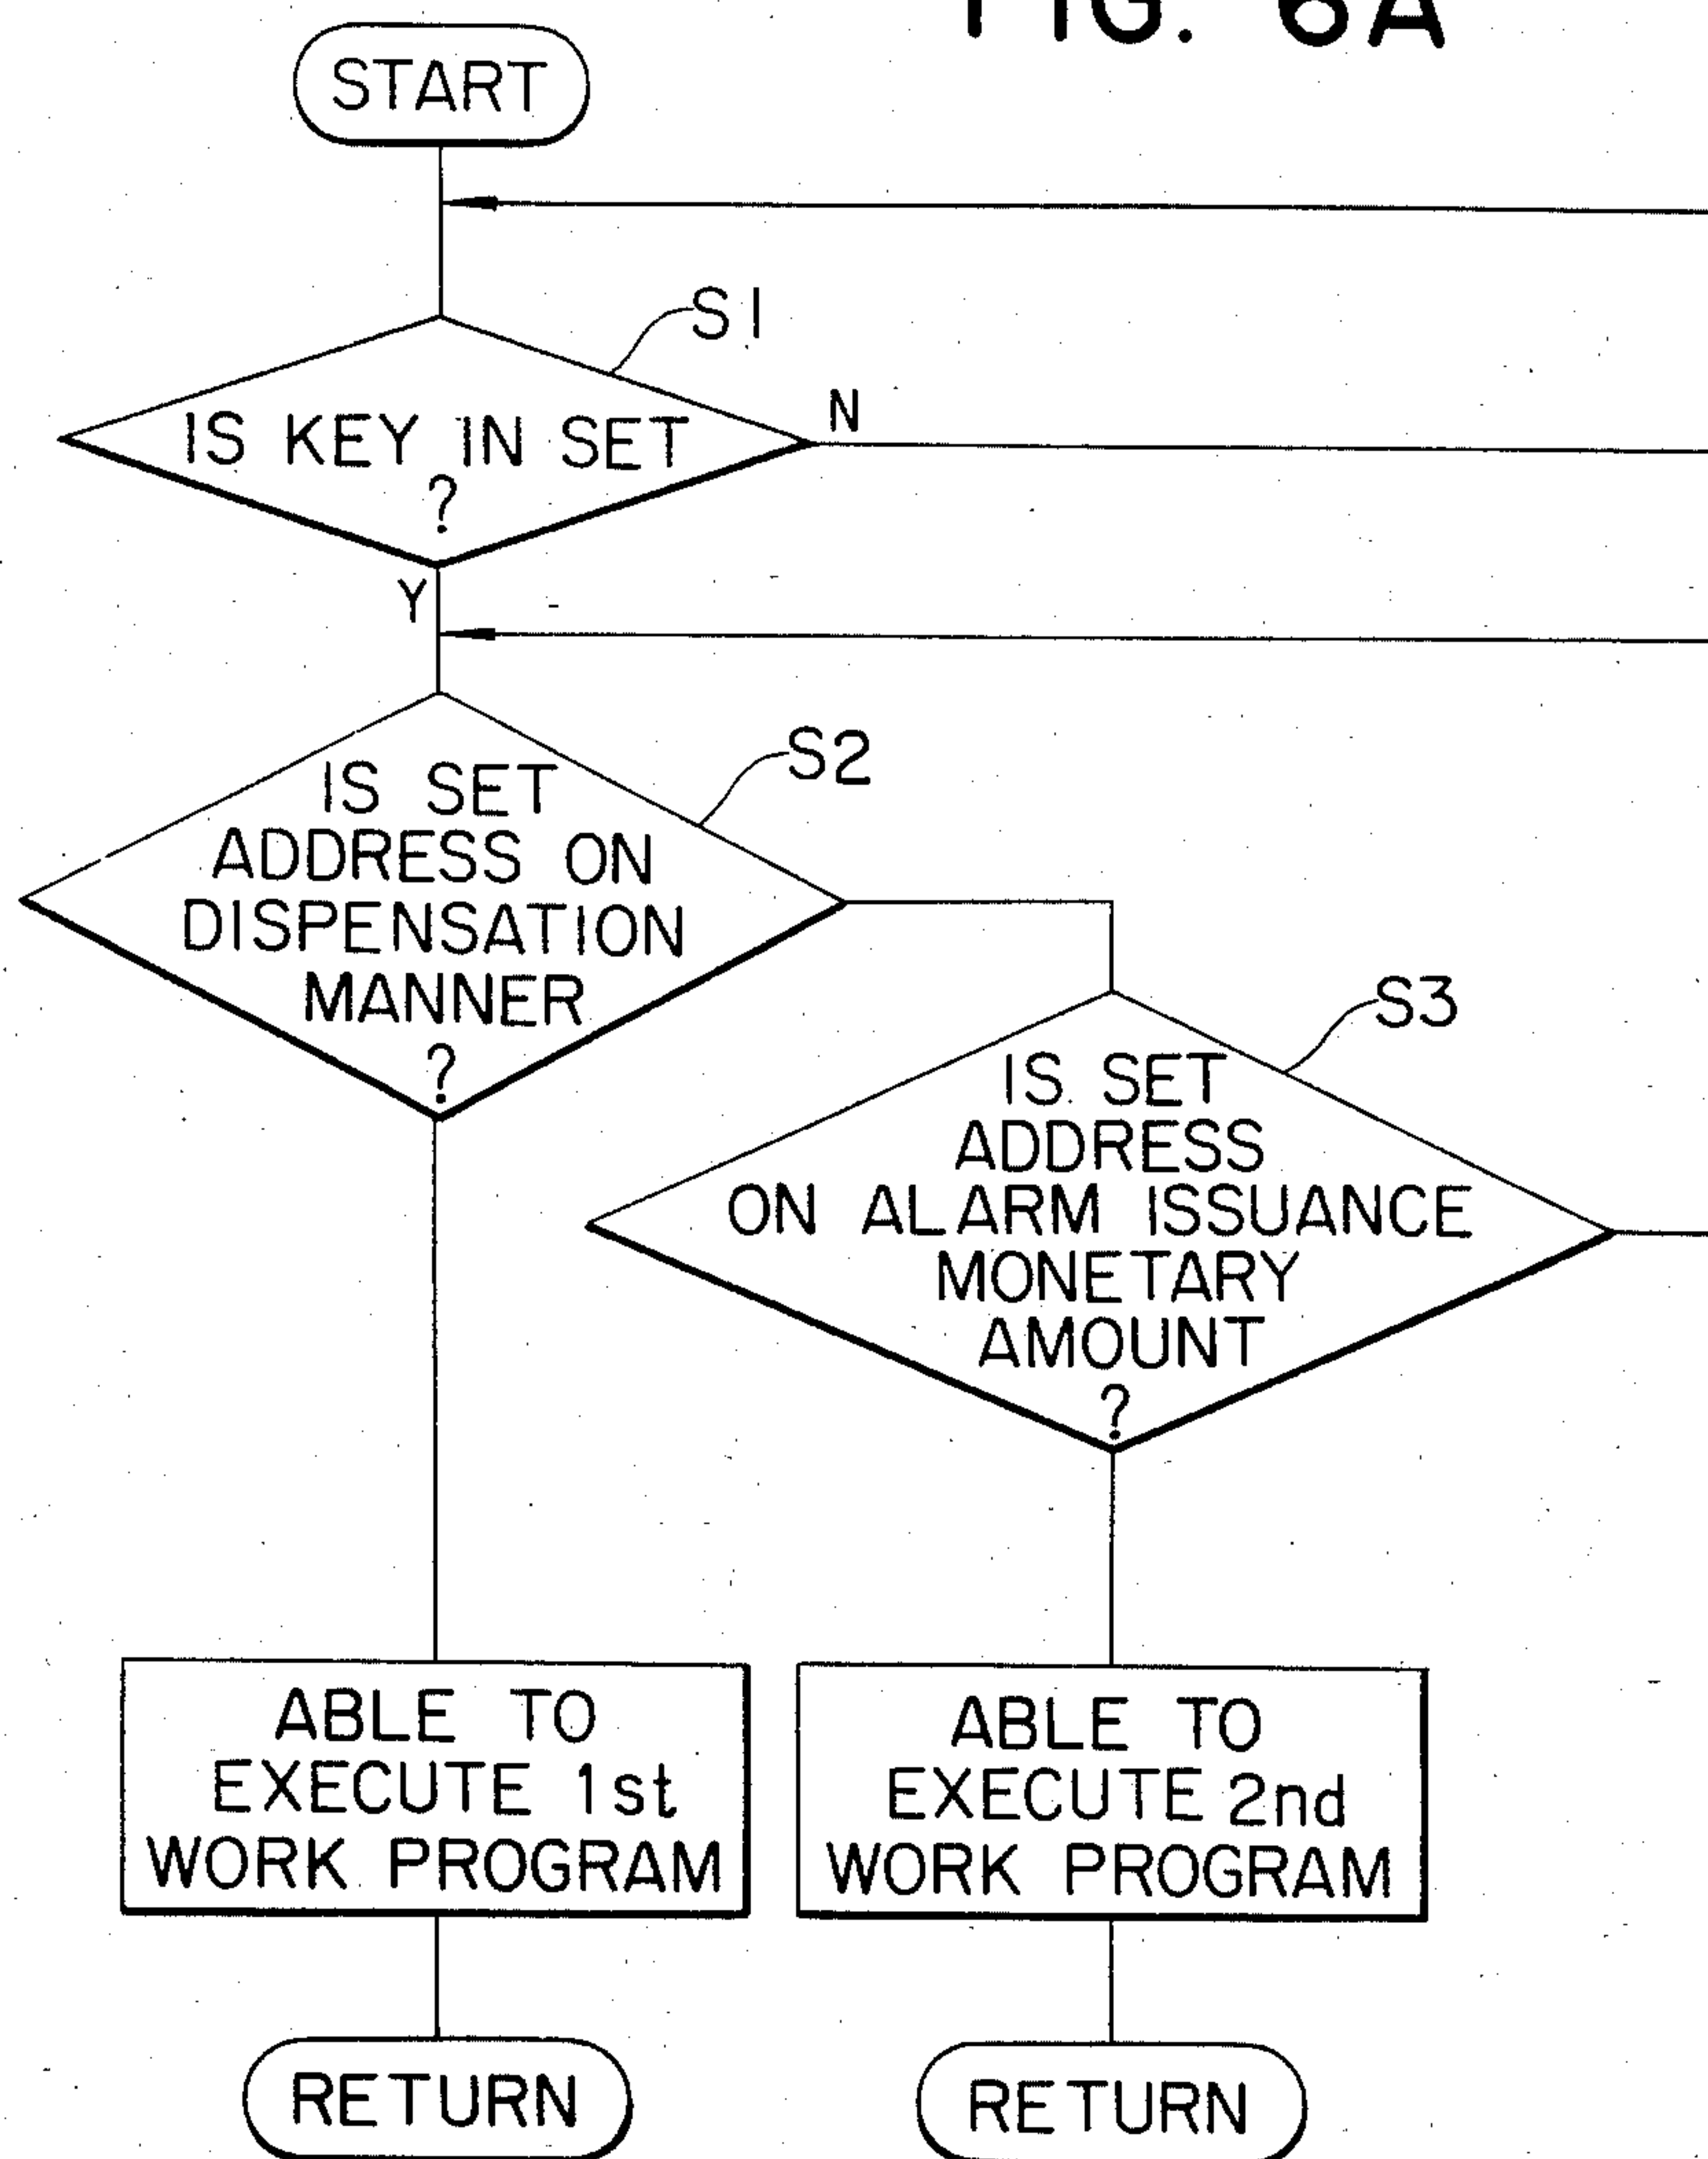 FIG. 6A
START
S1
IS KEY IN SET
?
N
Y
S2
IS SET
ADDRESS ON
DISPENSATION
MANNER
?
S3
IS SET
ADDRESS
ON ALARM ISSUANCE
MONETARY
AMOUNT
?
ABLE TO
EXECUTE 1st
WORK PROGRAM
ABLE TO
EXECUTE 2nd
WORK PROGRAM
RETURN
RETURN